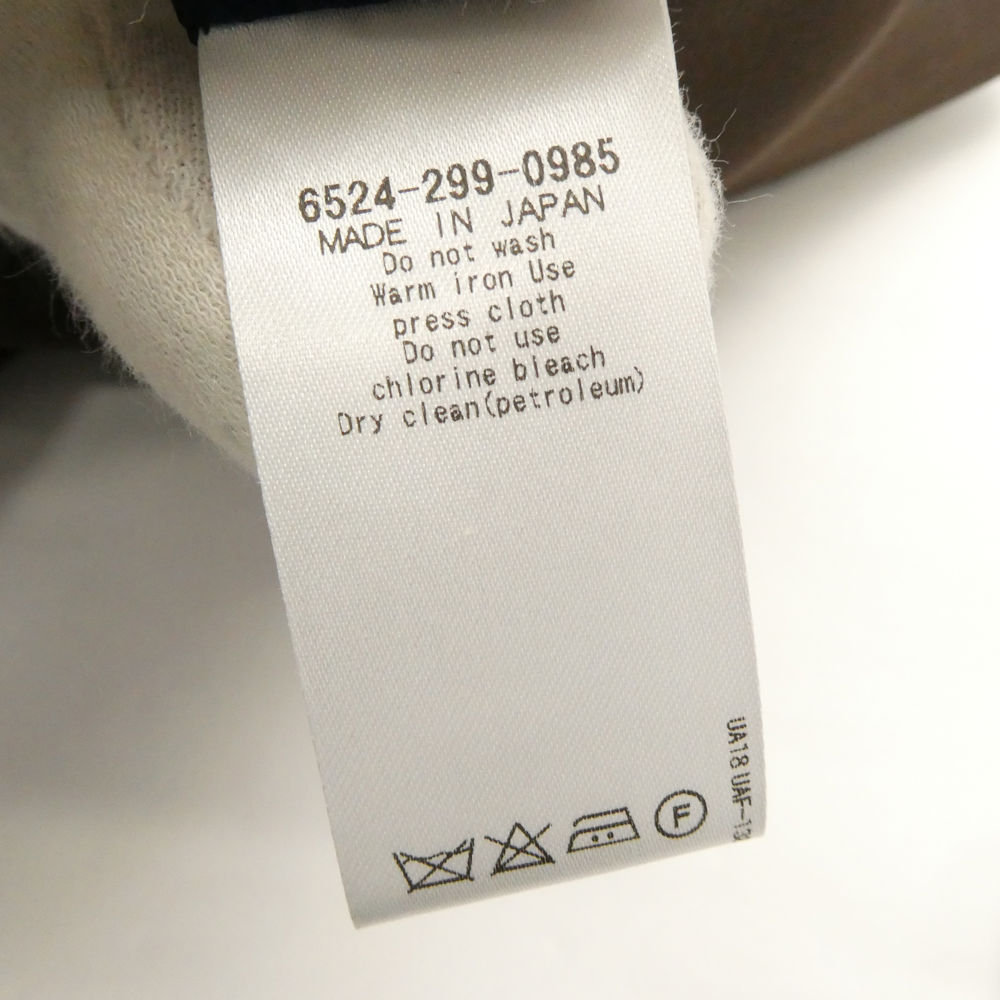 6524-299-0985
MADE IN JAPAN
Do not wash
Warm iron Use
press cloth
Do not use
chlorine bleach
Dry clean(petroleum)
F
UA18